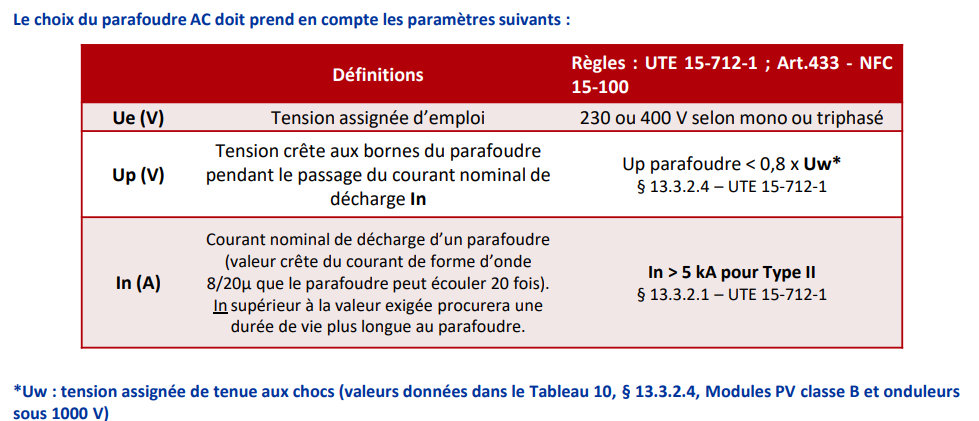 Le choix du parafoudre AC doit prend en compte les paramètres suivants :
Définitions
Règles : UTE 15-712-1 ; Art.433 - NFC
15-100
Ue (V)
Tension assignée d’emploi
230 ou 400 V selon mono ou triphasé
Up (V)
Tension crête aux bornes du parafoudre
pendant le passage du courant nominal de
décharge In
Up parafoudre < 0,8 x Uw*
§ 13.3.2.4 – UTE 15-712-1
In (A)
Courant nominal de décharge d’un parafoudre
(valeur crête du courant de forme d’onde
8/20µ que le parafoudre peut écouler 20 fois).
In supérieur à la valeur exigée procurera une
durée de vie plus longue au parafoudre.
In > 5 kA pour Type II
§ 13.3.2.1 – UTE 15-712-1
*Uw : tension assignée de tenue aux chocs (valeurs données dans le Tableau 10, § 13.3.2.4, Modules PV classe B et onduleurs
sous 1000 V)